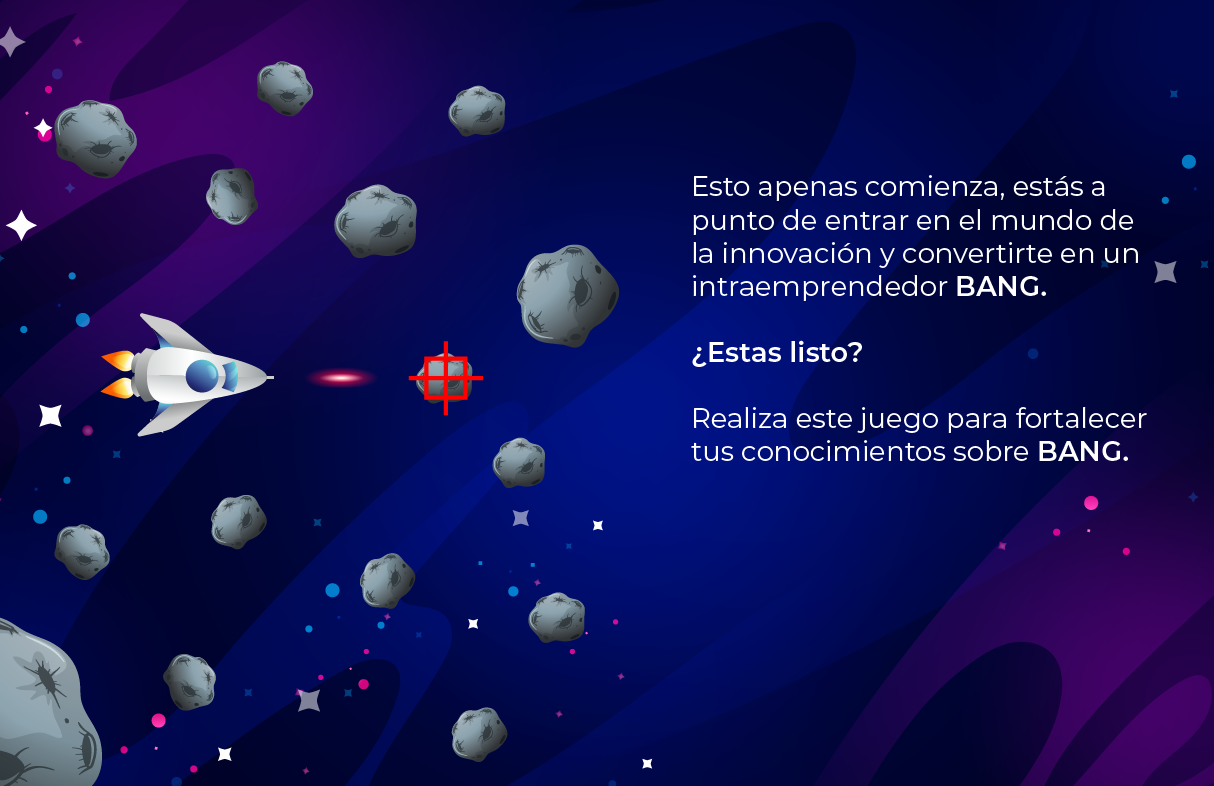 Esto apenas comienza, estás a
punto de entrar en el mundo de
la innovación y convertirte en un
intraemprendedor BANG.
¿Estas listo?
Realiza este juego para fortalecer
tus conocimientos sobre BANG.